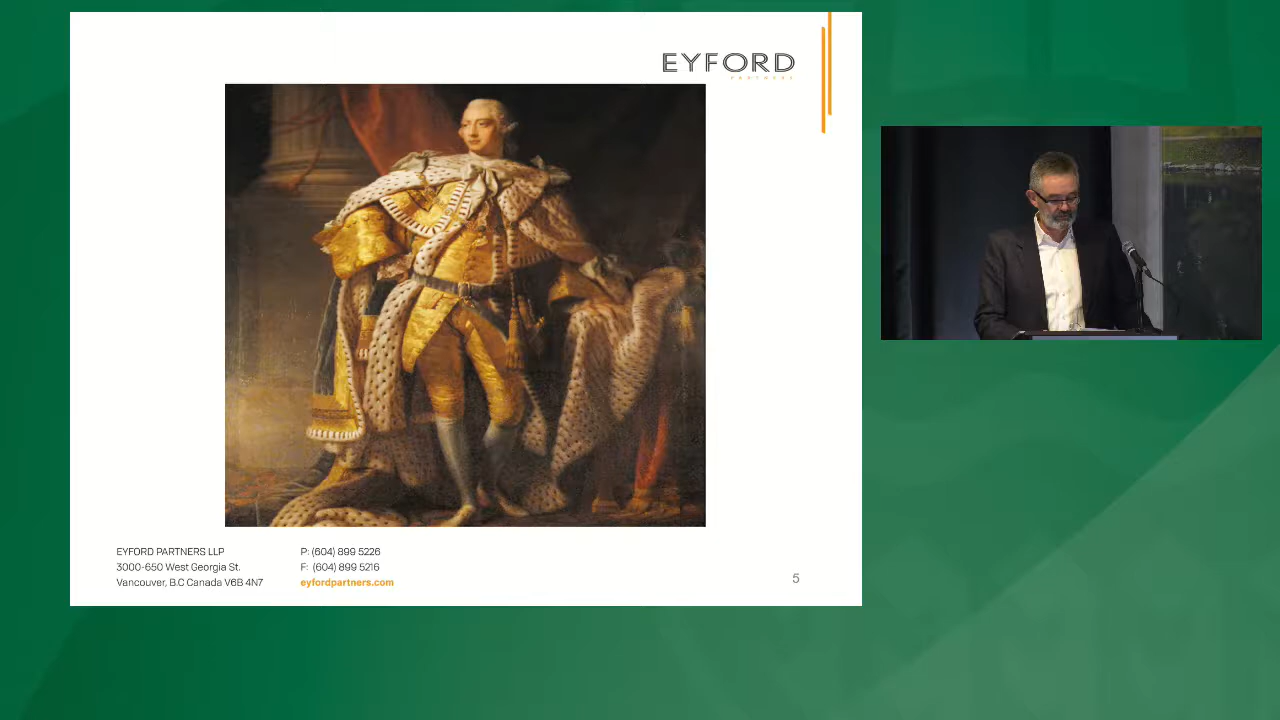 EYFORD
PARTNERS
EYFORD PARTNERS LLP
3000-650 West Georgia St.
Vancouver, B.C Canada V6B 4N7
P: (604) 899 5226
F: (604) 899 5216
eyfordpartners.com
5